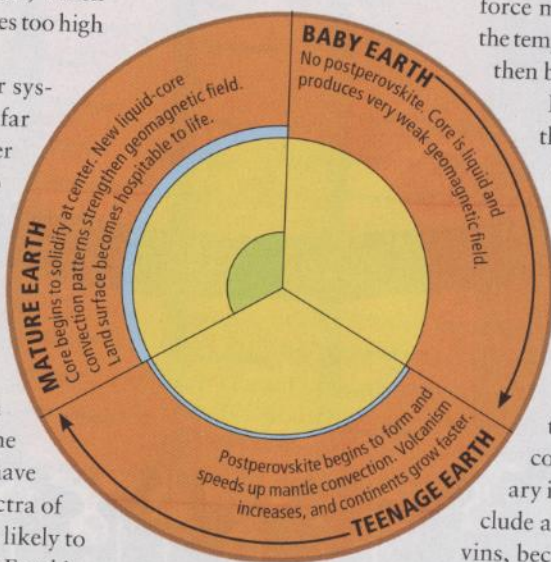 es too high
r sys-
far
er
ne
ave
ctra of
likely to
force m
the tem
then b
th
t
co
ary i
clude a
vins, bec
BABY EARTH
No postperovskite. Core is liquid and
produces very weak geomagnetic field.
TEENAGE EARTH
Postperovskite begins to form and
speeds up mantle convection. Volcanism
increases, and continents grow faster.
MATURE EARTH
Core begins to solidify at center. New liquid-core
convection patterns strengthen geomagnetic field.
Land surface becomes hospitable to life.